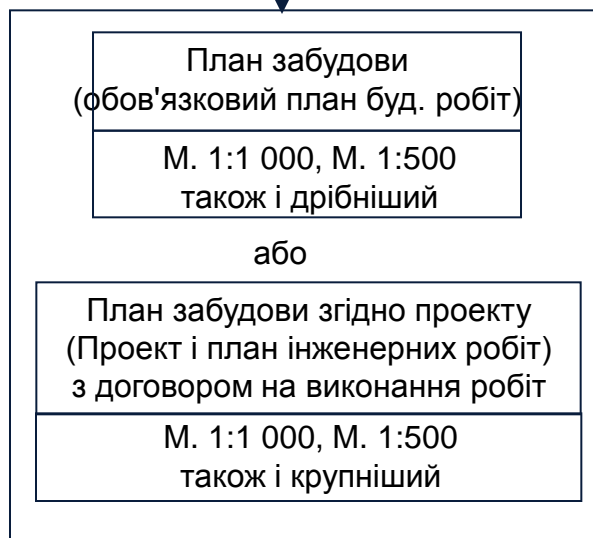 План забудови
(обов'язковий план буд. робіт)
М. 1:1 000, М. 1:500
також і дрібніший
або
План забудови згідно проекту
(Проект і план інженерних робіт)
з договором на виконання робіт
М. 1:1 000, М. 1:500
також і крупніший